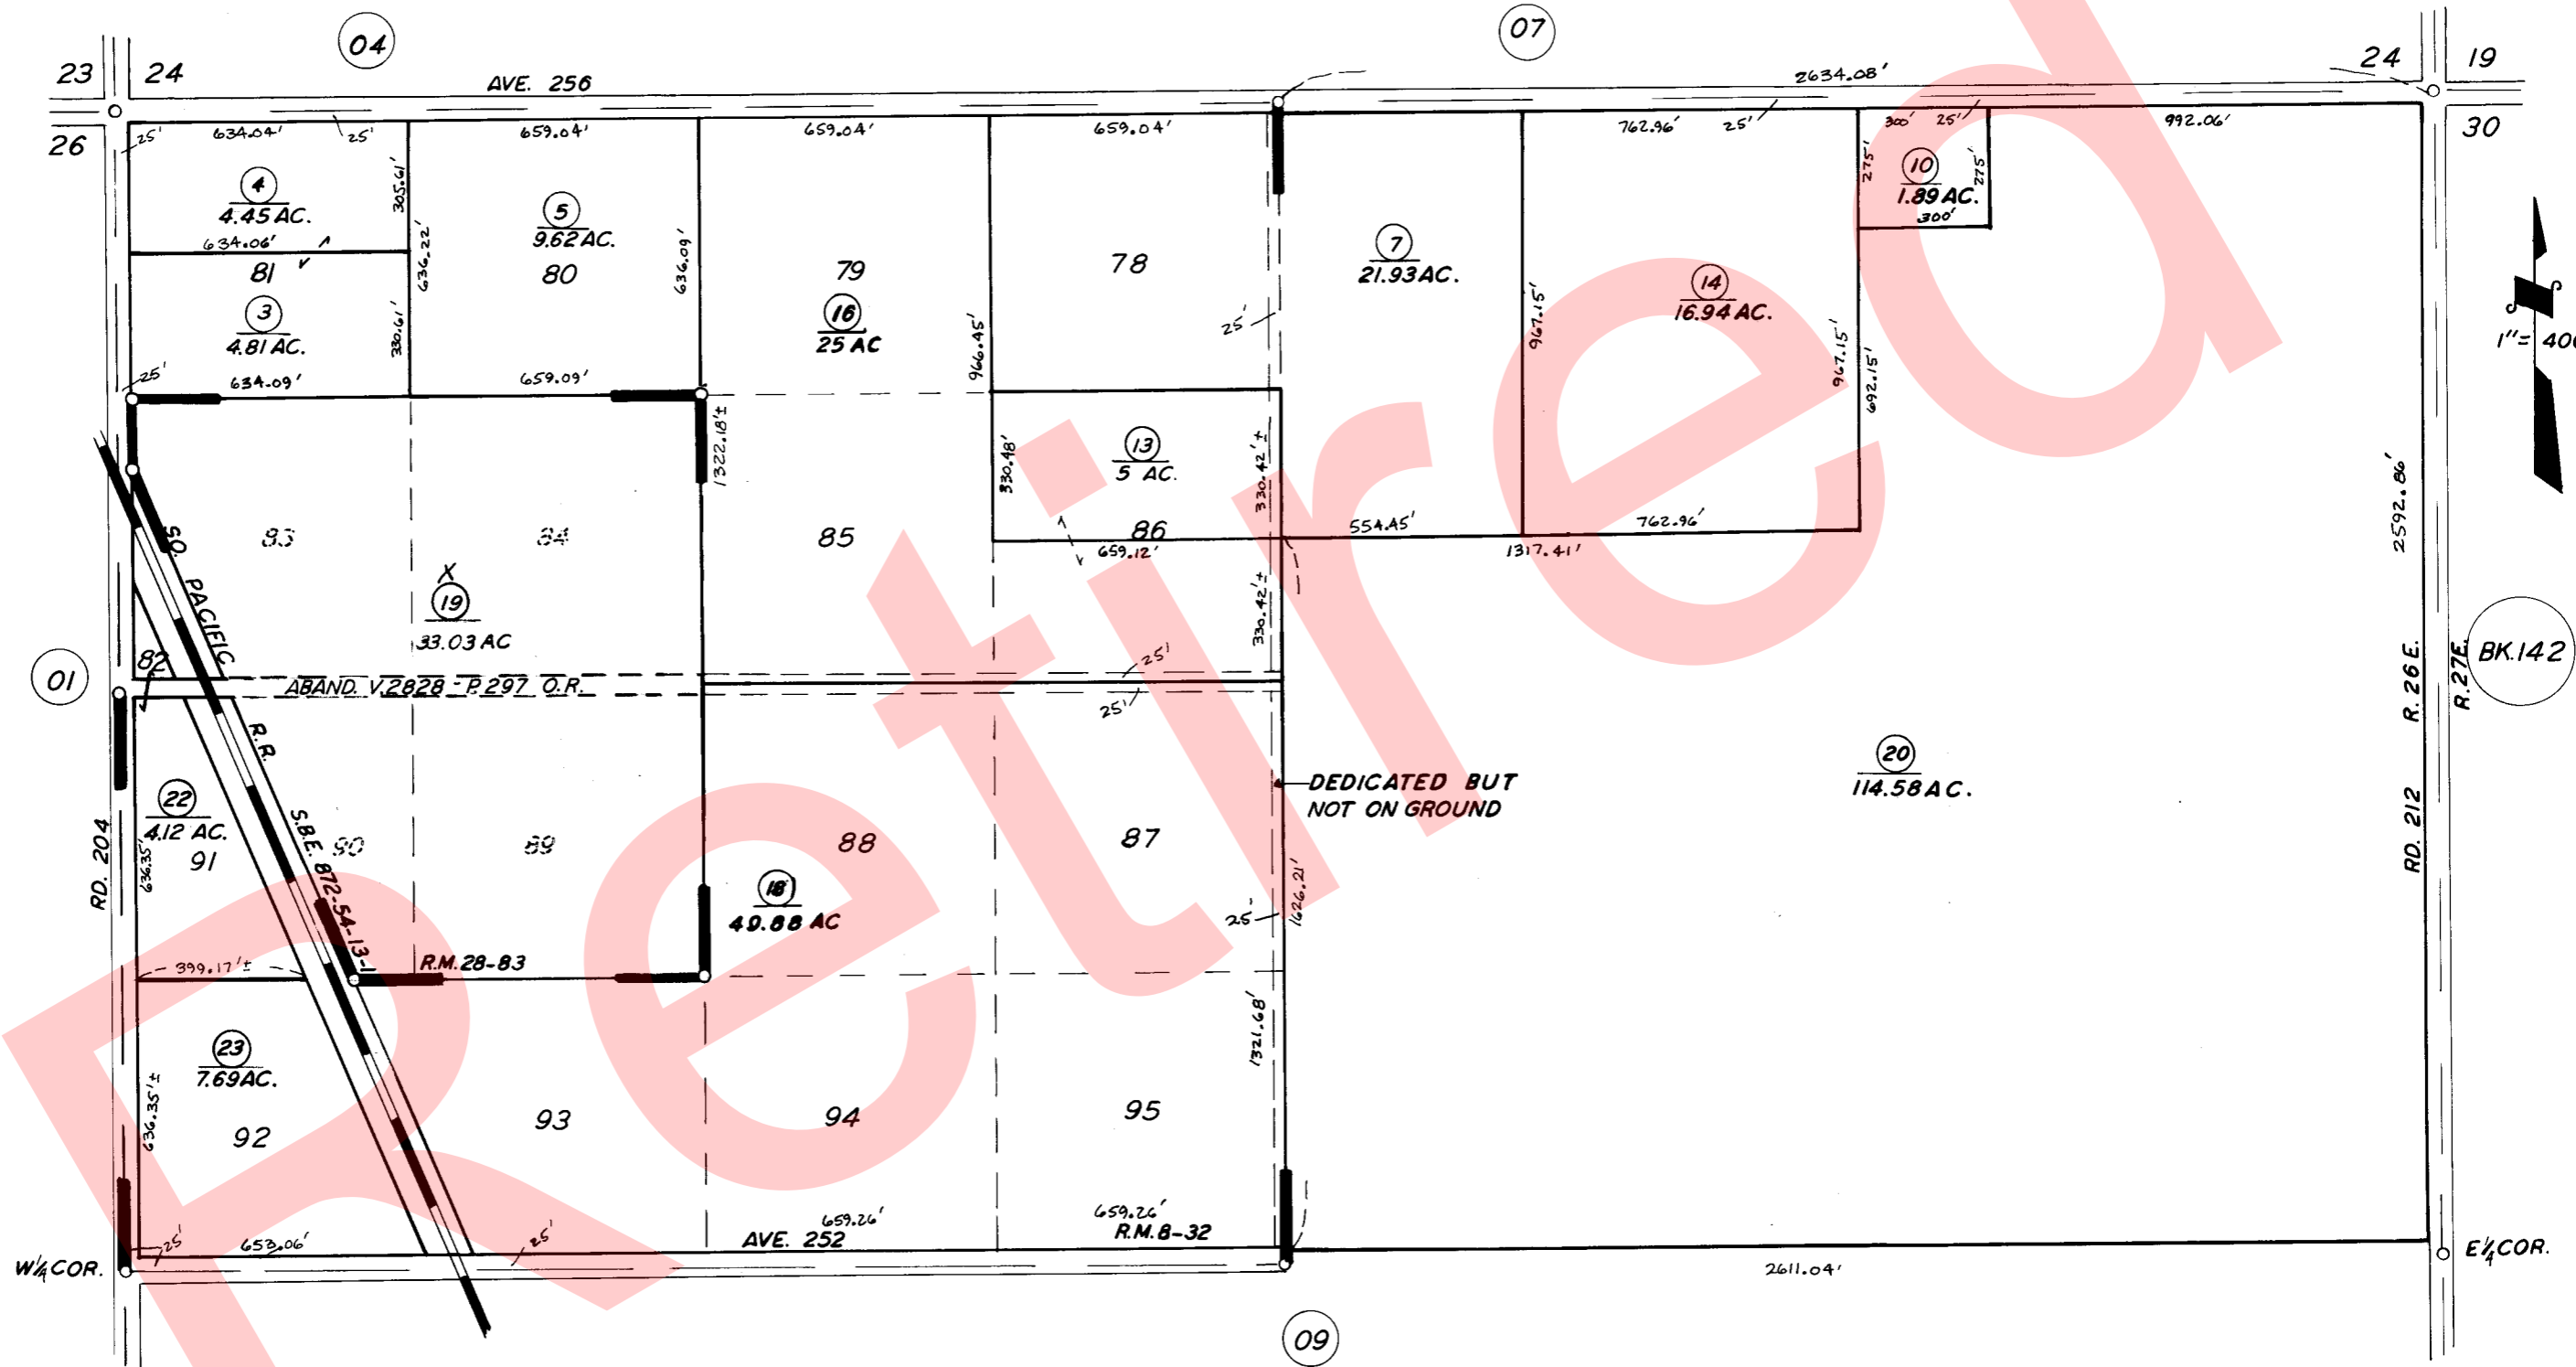 04
07
23 24
24 19
AVE. 256
2634.08'
26
30
25'
634.04'
25'
659.04'
659.04'
659.04'
762.96'
25'
300'
25'
992.06'
4
4.45 AC.
305.61'
634.06'
81
3
4.81 AC.
330.61'
636.22'
5
9.62 AC.
80
636.09'
79
16
25 AC
78
966.45'
25'
7
21.93 AC.
967.15'
14
16.94 AC.
967.15'
692.15'
275'
10
1.89 AC.
275'
300'
1"= 400
25'
634.09'
659.09'
1322.18'±
330.48'
13
5 AC.
330.42'±
86
659.12'
554.45'
762.96'
1317.41'
2592.86'
83
84
85
X
19
33.03 AC
330.42'±
SO. PACIFIC R.R.
S.B.E. 872-54-13-1
82
01
ABAND. V.2828-P.297 O.R.
25'
25'
R. 26 E.
R. 27E.
BK.142
RD. 212
20
114.58 AC.
DEDICATED BUT
NOT ON GROUND
RD. 204
22
4.12 AC.
91
636.35'
90
89
88
87
18
49.88 AC
25'
1626.21'
399.17'±
R.M. 28-83
1321.68'
23
7.69 AC.
636.35'±
92
93
94
95
659.26'
659.26'
R.M. 8-32
AVE. 252
25'
653.06'
25'
W¼COR.
E¼COR.
2611.04'
09
Retired